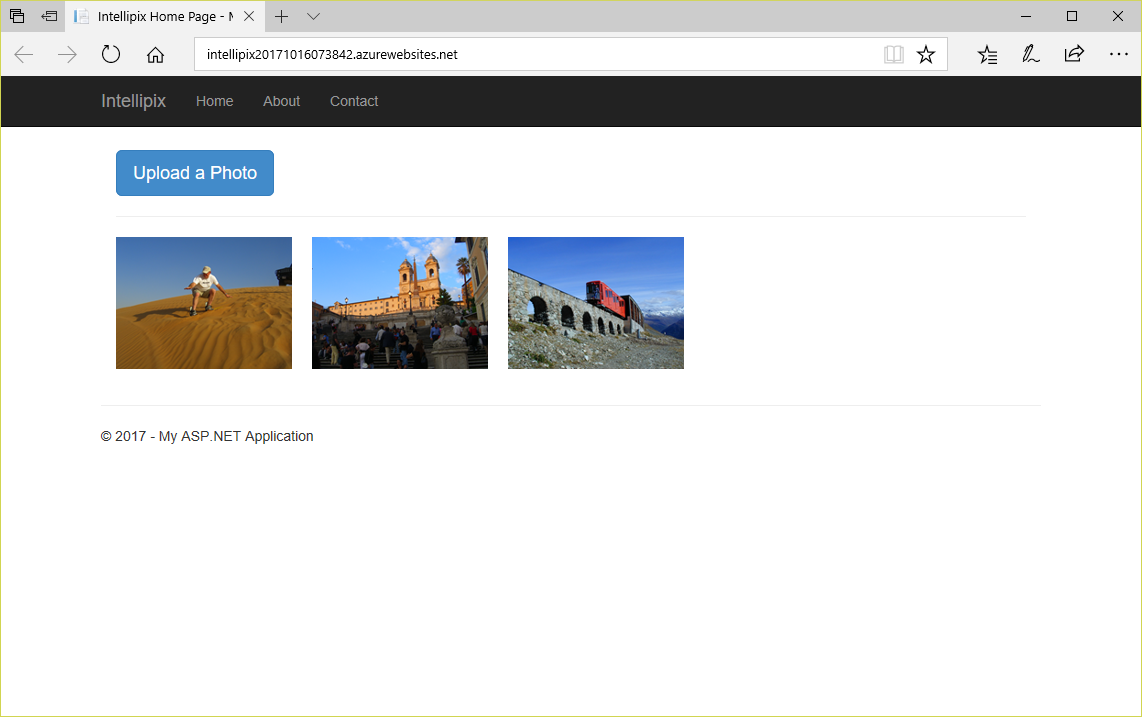 Intellipix Home Page - M
intellipix20171016073842.azurewebsites.net
Intellipix Home About Contact
Upload a Photo
© 2017 - My ASP.NET Application